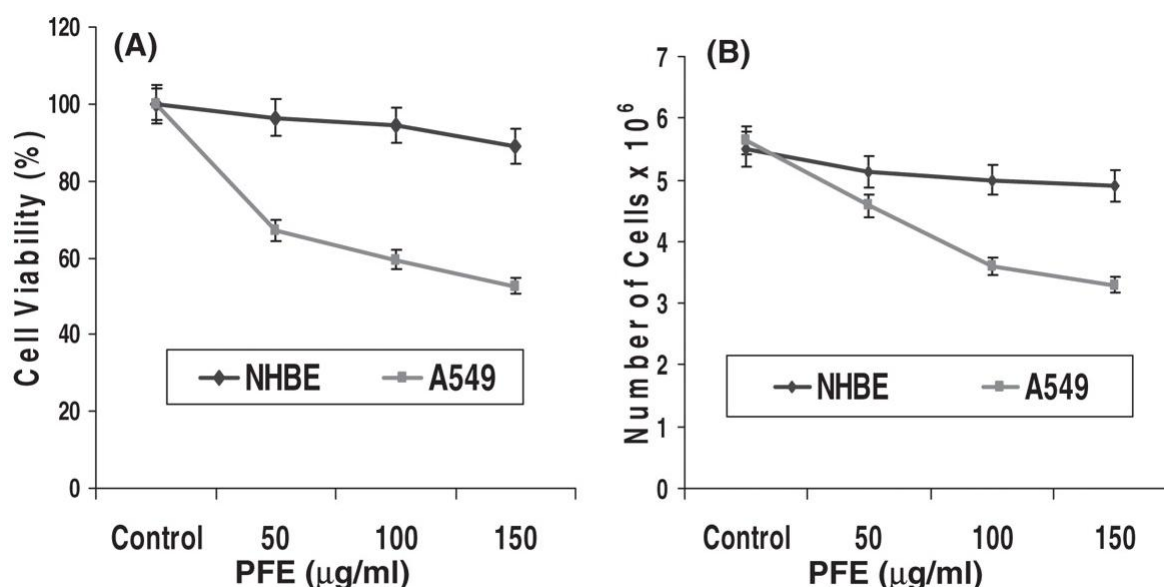 (A)
Cell Viability (%)
120
100
80
60
40
20
0
NHBE A549
Control 50 100 150
PFE (μg/ml)
(B)
Number of Cells x 10⁶
7
6
5
4
3
2
1
0
NHBE A549
Control 50 100 150
PFE (μg/ml)